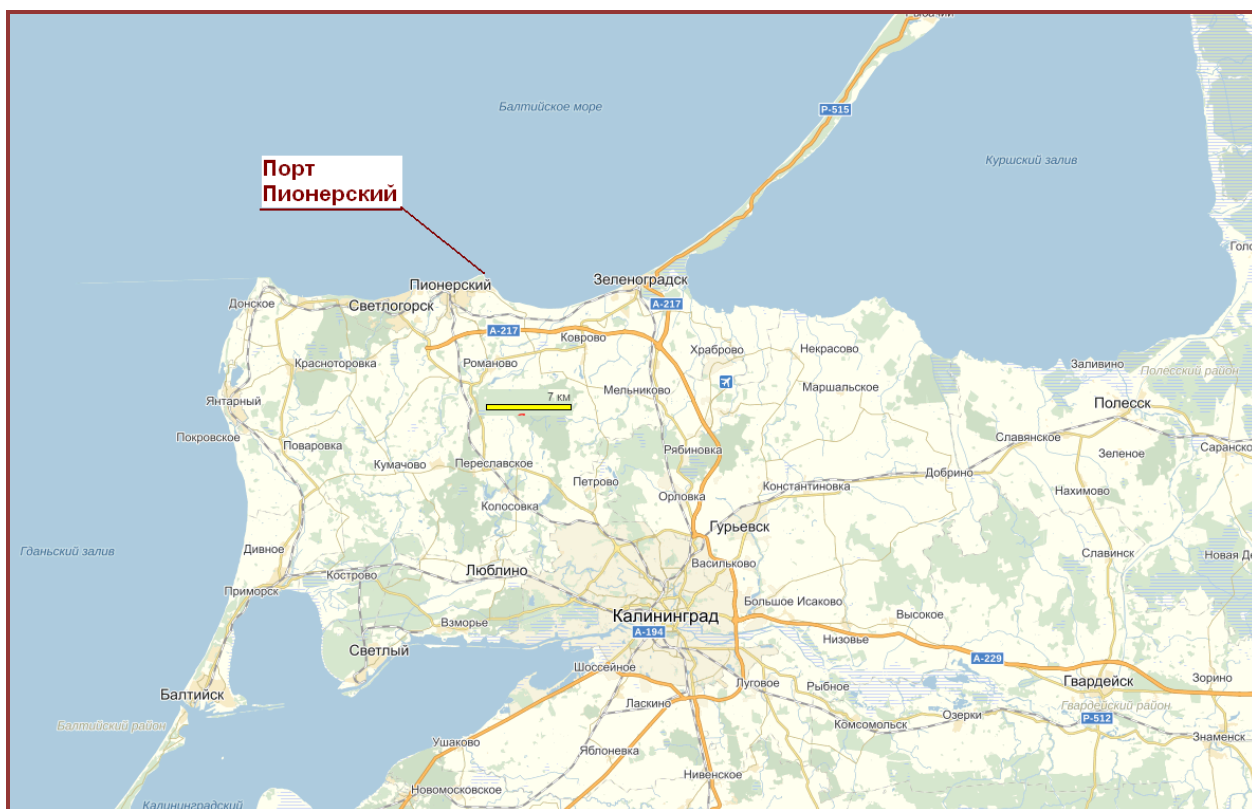 Рыбачий
Балтийское море
Р-515
Куршский залив
Порт
Пионерский
Зеленоградск
Пионерский
Донское
Светлогорск
А-217
А-217
Ковро­во
Храброво
Некрасово
Заливино
Красноторовка
Романово
Полесский район
Мельниково
Маршальское
7 км
Янтарный
Полесск
Покровское
Поваровка
Славянское
Рябиновка
Саранское
Зеленое
Кумачово
Переславское
Добрино
Петрово
Константиновка
Нахимово
Орловка
Колосовка
Гурьевск
Гданьский залив
Дивное
Славинск
Новая
Васильково
Люблино
Кострово
Приморск
Большое Исаково
Калининград
Высокое
Взморье
А-194
Низовье
Светлый
А-229
Шоссейное
Гвардейск
Зорино
Луговое
Рыбное
Балтийск
Ласкино
Гвардейский район
Озерки
Р-512
Балтийский район
Комсомольск
Знаменск
Ушаково
Яблоневка
Нивенское
Новомосковское
Калининградский